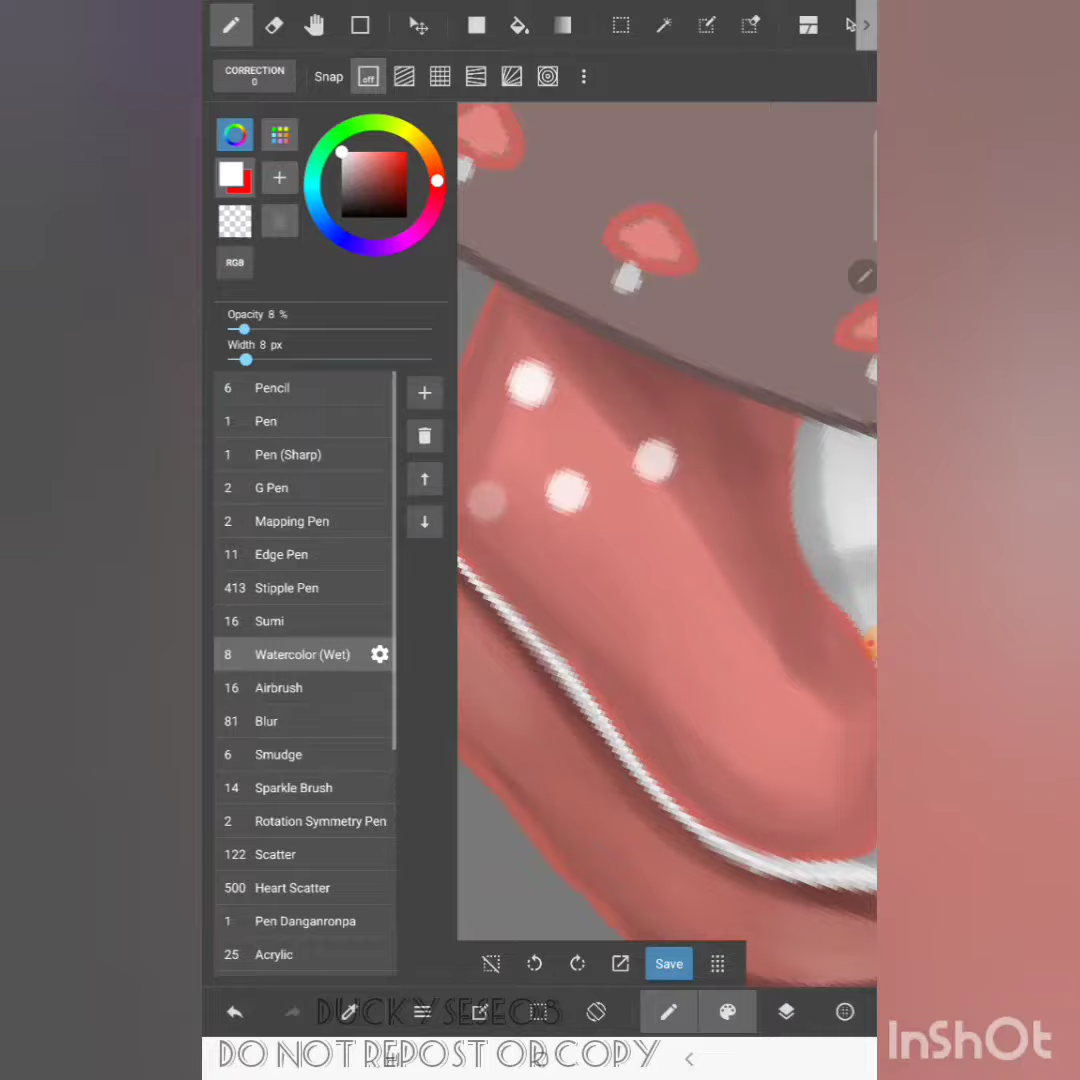 CORRECTION
0
Snap
off
RGB
Opacity 8 %
Width 8 px
6 Pencil
1 Pen
1 Pen (Sharp)
2 G Pen
2 Mapping Pen
11 Edge Pen
413 Stipple Pen
16 Sumi
8 Watercolor (Wet)
16 Airbrush
81 Blur
6 Smudge
14 Sparkle Brush
2 Rotation Symmetry Pen
122 Scatter
500 Heart Scatter
1 Pen Danganronpa
25 Acrylic
Save
DUCKYSESEO8
DO NOT REPOST OR COPY
InShOt